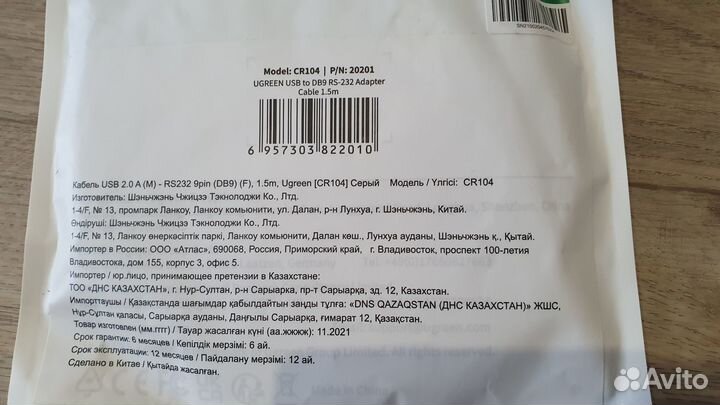 SN21502045702
Model: CR104 | P/N: 20201
UGREEN USB to DB9 RS-232 Adapter
Cable 1.5m
6 957303 822010
Кабель USB 2.0 A (M) - RS232 9pin (DB9) (F), 1.5m, Ugreen [CR104] Серый Модель / Үлгісі: CR104
Изготовитель: Шэньчжэнь Чжицзэ Тэкнолоджи Ко., Лтд.
1-4/F, № 13, промпарк Ланкоу, Ланкоу комьюнити, ул. Далан, р-н Лунхуа, г. Шэньчжэнь, Китай.
Өндіруші: Шэньчжэнь Чжицзэ Тэкнолоджи Ко., Лтд.
1-4/F, № 13, Ланкоу өнеркәсіптік паркі, Ланкоу комьюнити, Далан көш., Лунхуа ауданы, Шэньчжэнь қ., Қытай.
Импортер в России: ООО «Атлас», 690068, Россия, Приморский край, г. Владивосток, проспект 100-летия
Владивостока, дом 155, корпус 3, офис 5.
Импортер / юр.лицо, принимающее претензии в Казахстане:
ТОО «ДНС КАЗАХСТАН», г. Нур-Султан, р-н Сарыарка, пр-т Сарыарка, зд. 12, Казахстан.
Импорттаушы / Қазақстанда шағымдар қабылдайтын заңды тұлға: «DNS QAZAQSTAN (ДНС КАЗАХСТАН)» ЖШС,
Нұр-Сұлтан қаласы, Сарыарқа ауданы, Даңғылы Сарыарқа, ғимарат 12, Қазақстан.
Товар изготовлен (мм.гггг) / Тауар жасалған күні (аа.жжжж): 11.2021
Срок гарантии: 6 месяцев / Кепілдік мерзімі: 6 ай.
Срок эксплуатации: 12 месяцев / Пайдалану мерзімі: 12 ай.
Сделано в Китае / Қытайда жасалған.
Made in China
Avito